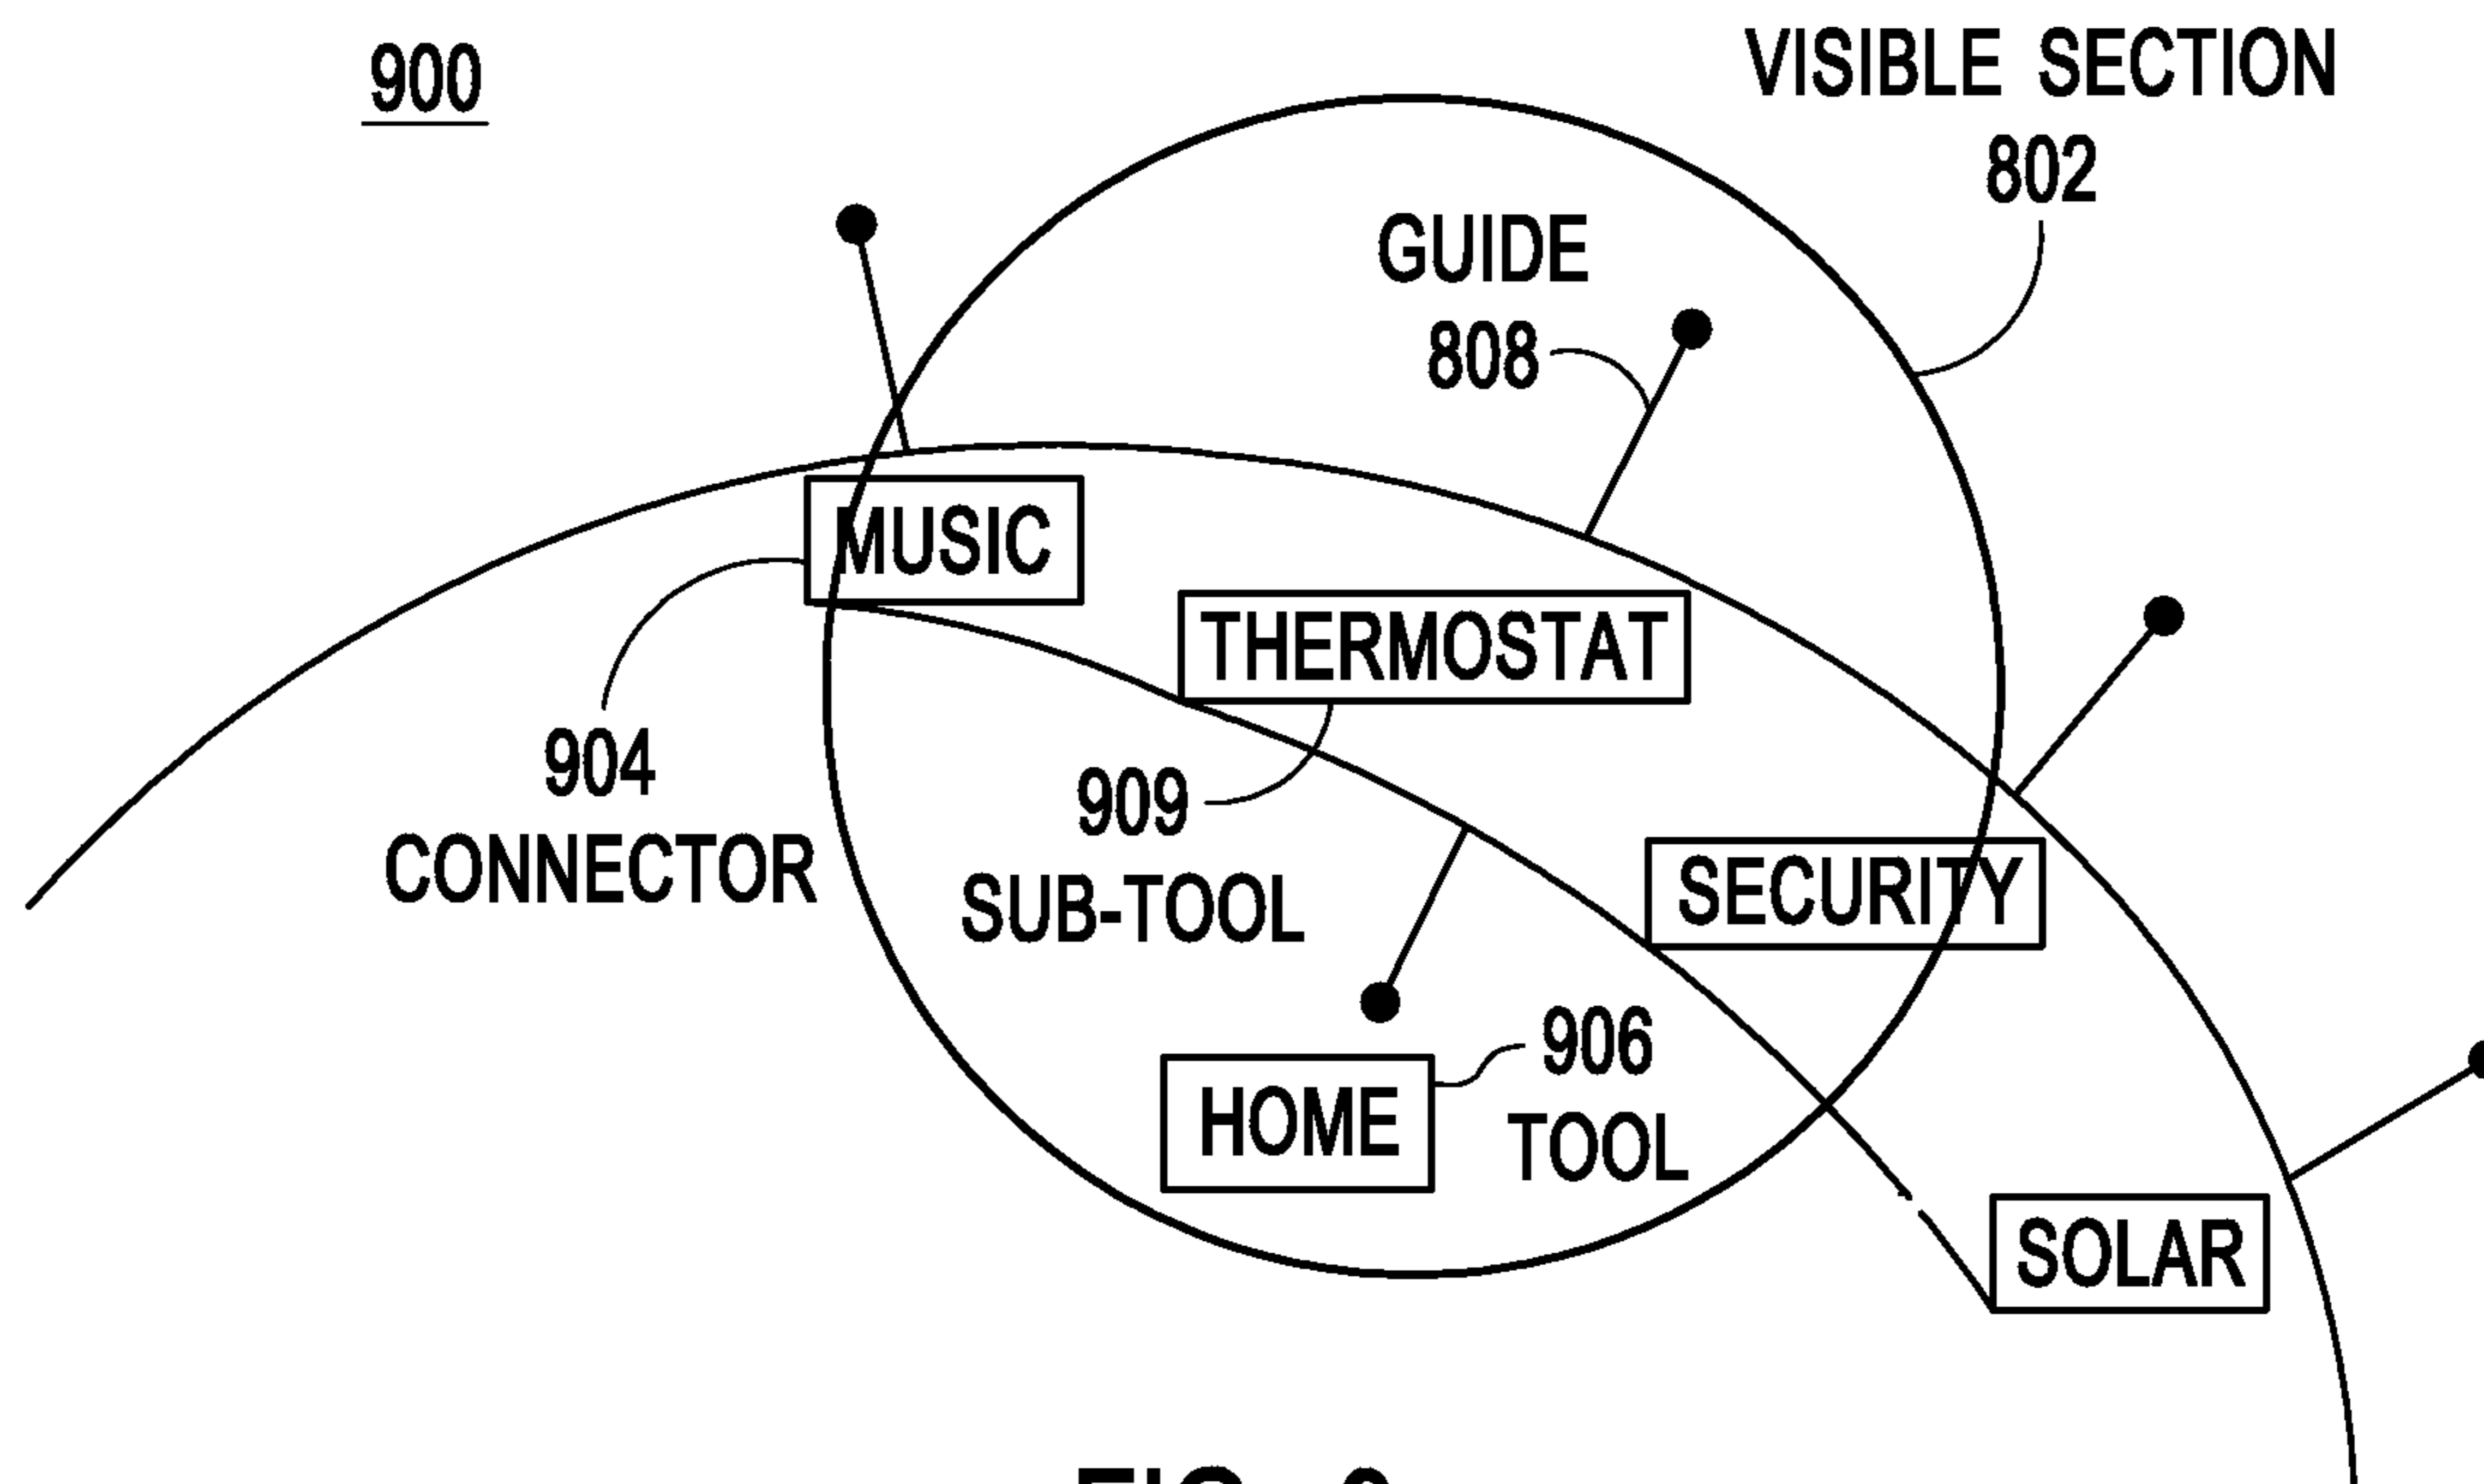 900
VISIBLE SECTION
802
GUIDE
808
MUSIC
THERMOSTAT
904
CONNECTOR
909
SUB-TOOL
SECURITY
906
TOOL
HOME
SOLAR